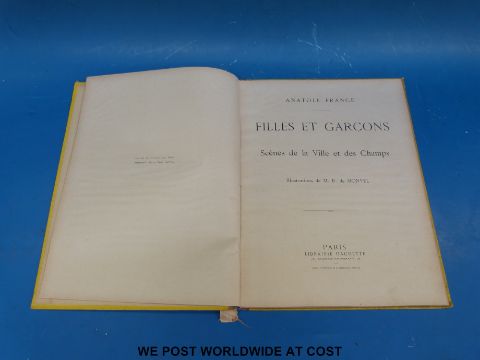 ANATOLE FRANCE
FILLES ET GARÇONS
Scènes de la Ville et des Champs
Illustrations de M. B. de MONVEL
PARIS
LIBRAIRIE HACHETTE
WE POST WORLDWIDE AT COST